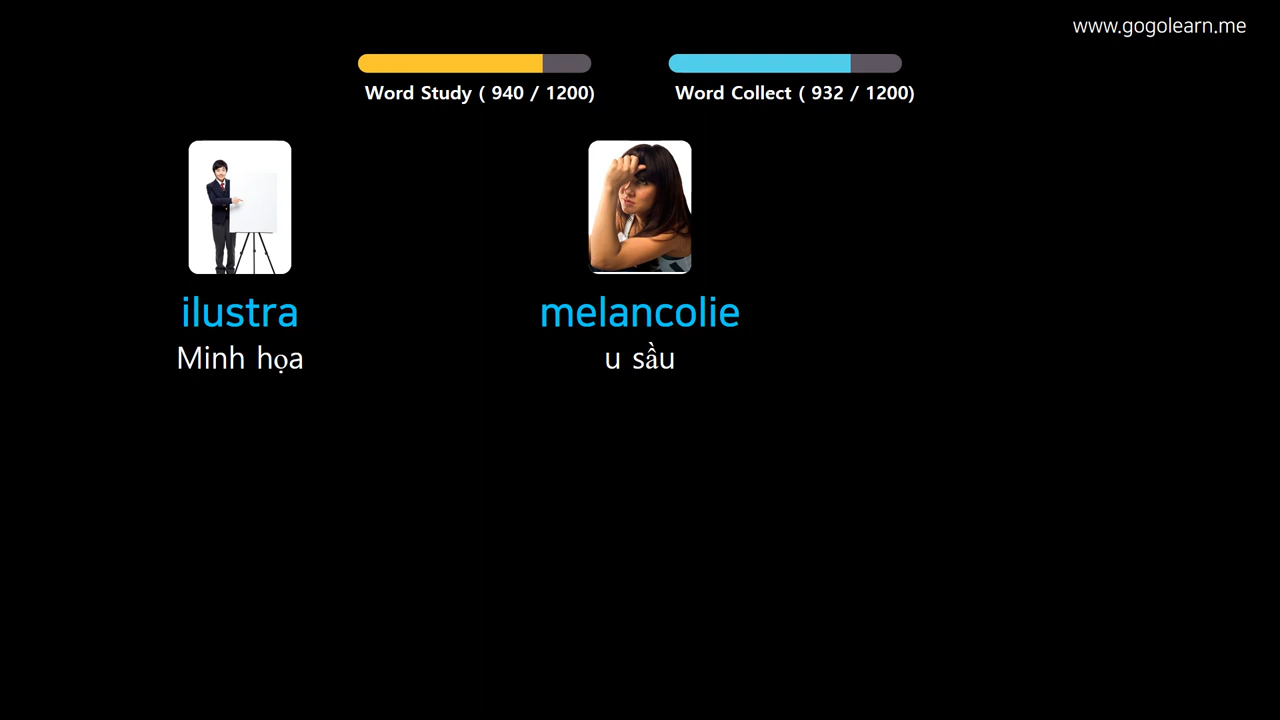 www.gogolearn.me
Word Study ( 940 / 1200)
Word Collect ( 932 / 1200)
ilustra
melancolie
Minh họa
u sầu